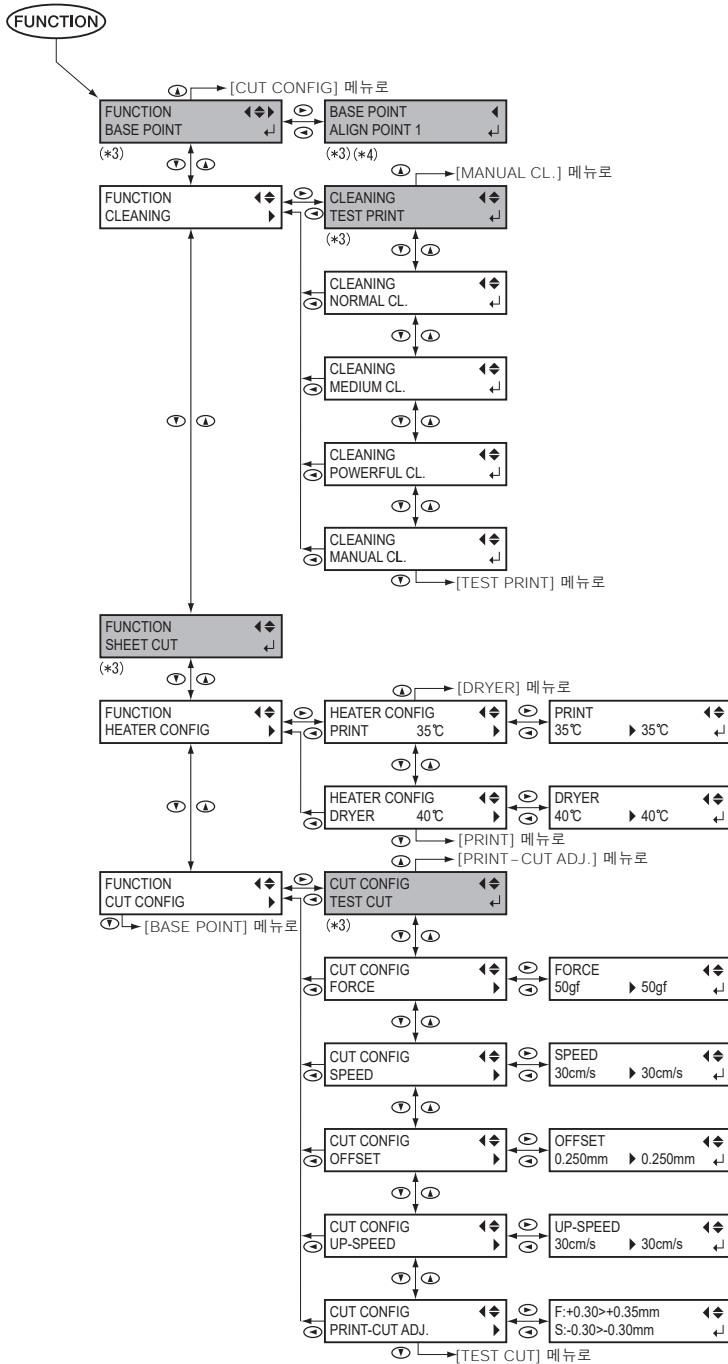 FUNCTION
[CUT CONFIG] 메뉴로
FUNCTION
BASE POINT
(*3)
BASE POINT
ALIGN POINT 1
(*3) (*4)
[MANUAL CL.] 메뉴로
FUNCTION
CLEANING
CLEANING
TEST PRINT
(*3)
CLEANING
NORMAL CL.
CLEANING
MEDIUM CL.
CLEANING
POWERFUL CL.
CLEANING
MANUAL CL.
[TEST PRINT] 메뉴로
FUNCTION
SHEET CUT
(*3)
[DRYER] 메뉴로
FUNCTION
HEATER CONFIG
HEATER CONFIG
PRINT 35℃
PRINT
35℃ 35℃
HEATER CONFIG
DRYER 40℃
DRYER
40℃ 40℃
[PRINT] 메뉴로
[PRINT–CUT ADJ.] 메뉴로
FUNCTION
CUT CONFIG
[BASE POINT] 메뉴로
CUT CONFIG
TEST CUT
(*3)
CUT CONFIG
FORCE
FORCE
50gf 50gf
CUT CONFIG
SPEED
SPEED
30cm/s 30cm/s
CUT CONFIG
OFFSET
OFFSET
0.250mm 0.250mm
CUT CONFIG
UP-SPEED
UP-SPEED
30cm/s 30cm/s
CUT CONFIG
PRINT-CUT ADJ.
F:+0.30>+0.35mm
S:-0.30>-0.30mm
[TEST CUT] 메뉴로